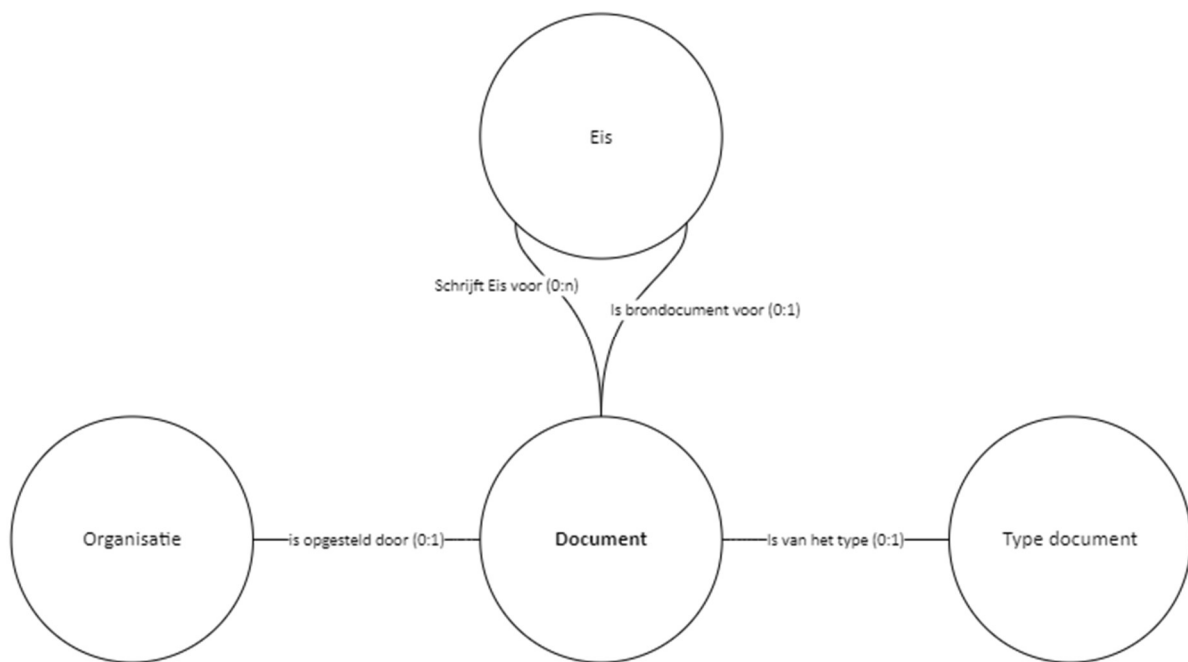 Eis
Schrijft Eis voor (0:n)
Is brondocument voor (0:1)
Organisatie
is opgesteld door (0:1)
Document
Is van het type (0:1)
Type document